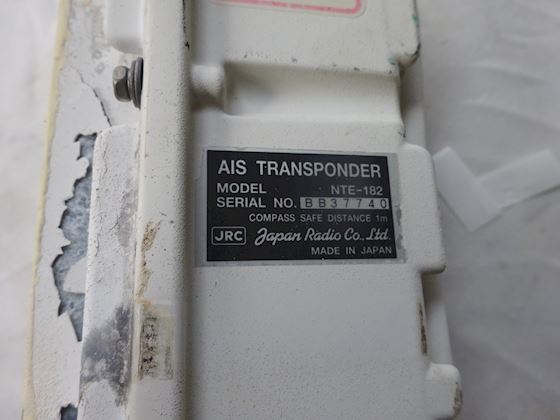 AIS TRANSPONDER
MODEL NTE-182
SERIAL NO. BB37740
COMPASS SAFE DISTANCE 1m
JRC Japan Radio Co., Ltd.
MADE IN JAPAN